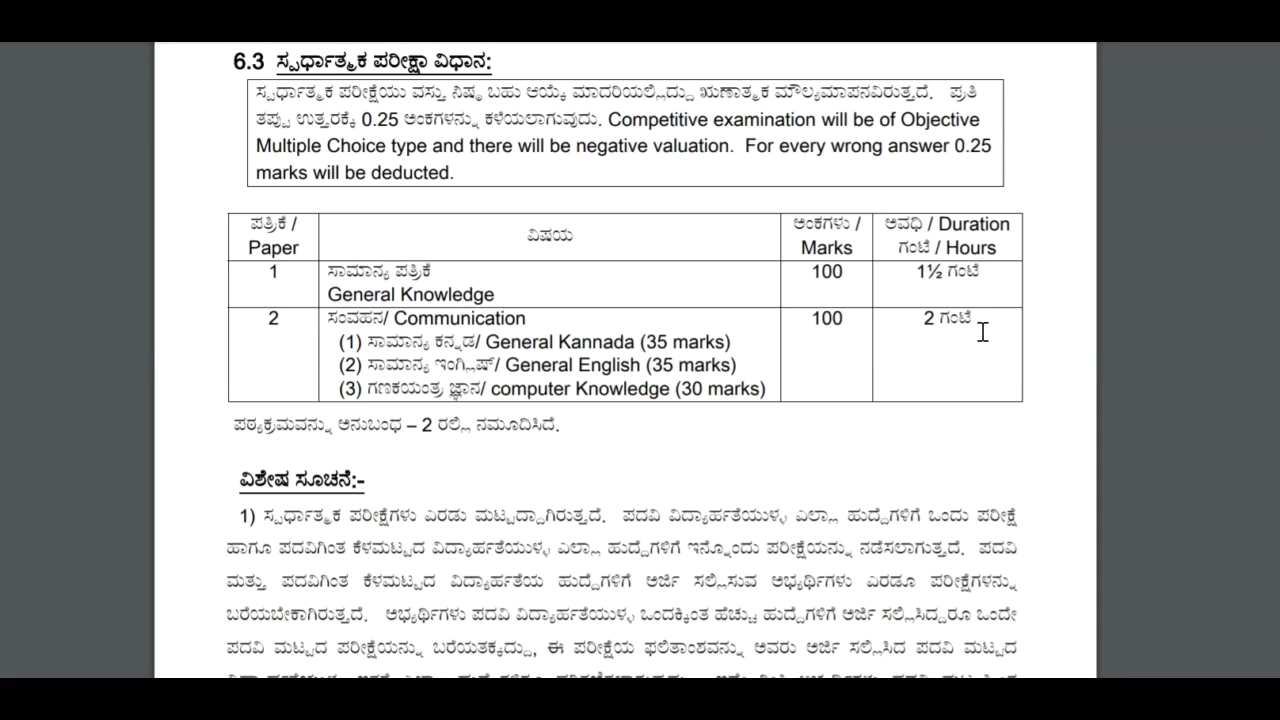 6.3 ಸ್ಪರ್ಧಾತ್ಮಕ ಪರೀಕ್ಷಾ ವಿಧಾನ:
ಸ್ಪರ್ಧಾತ್ಮಕ ಪರೀಕ್ಷೆಯು ವಸ್ತು ನಿಷ್ಠ ಬಹು ಆಯ್ಕೆ ಮಾದರಿಯಲ್ಲಿದ್ದು ಋಣಾತ್ಮಕ ಮೌಲ್ಯಮಾಪನವಿರುತ್ತದೆ. ಪ್ರತಿ
ತಪ್ಪು ಉತ್ತರಕ್ಕೆ 0.25 ಅಂಕಗಳನ್ನು ಕಳೆಯಲಾಗುವುದು. Competitive examination will be of Objective
Multiple Choice type and there will be negative valuation. For every wrong answer 0.25
marks will be deducted.
ಪತ್ರಿಕೆ / Paper ವಿಷಯ ಅಂಕಗಳು / Marks ಅವಧಿ / Duration ಗಂಟೆ / Hours
1 ಸಾಮಾನ್ಯ ಪತ್ರಿಕೆ 100 1½ ಗಂಟೆ
General Knowledge
2 ಸಂವಹನ/ Communication 100 2 ಗಂಟೆ
(1) ಸಾಮಾನ್ಯ ಕನ್ನಡ/ General Kannada (35 marks)
(2) ಸಾಮಾನ್ಯ ಇಂಗ್ಲಿಷ್/ General English (35 marks)
(3) ಗಣಕಯಂತ್ರ ಜ್ಞಾನ/ computer Knowledge (30 marks)
ಪಠ್ಯಕ್ರಮವನ್ನು ಅನುಬಂಧ – 2 ರಲ್ಲಿ ನಮೂದಿಸಿದೆ.
ವಿಶೇಷ ಸೂಚನೆ:-
1) ಸ್ಪರ್ಧಾತ್ಮಕ ಪರೀಕ್ಷೆಗಳು ಎರಡು ಮಟ್ಟದ್ದಾಗಿರುತ್ತದೆ. ಪದವಿ ವಿದ್ಯಾರ್ಹತೆಯುಳ್ಳ ಎಲ್ಲಾ ಹುದ್ದೆಗಳಿಗೆ ಒಂದು ಪರೀಕ್ಷೆ
ಹಾಗೂ ಪದವಿಗಿಂತ ಕೆಳಮಟ್ಟದ ವಿದ್ಯಾರ್ಹತೆಯುಳ್ಳ ಎಲ್ಲಾ ಹುದ್ದೆಗಳಿಗೆ ಇನ್ನೊಂದು ಪರೀಕ್ಷೆಯನ್ನು ನಡೆಸಲಾಗುತ್ತದೆ. ಪದವಿ
ಮತ್ತು ಪದವಿಗಿಂತ ಕೆಳಮಟ್ಟದ ವಿದ್ಯಾರ್ಹತೆಯ ಹುದ್ದೆಗಳಿಗೆ ಅರ್ಜಿ ಸಲ್ಲಿಸುವ ಅಭ್ಯರ್ಥಿಗಳು ಎರಡೂ ಪರೀಕ್ಷೆಗಳನ್ನು
ಬರೆಯಬೇಕಾಗಿರುತ್ತದೆ. ಅಭ್ಯರ್ಥಿಗಳು ಪದವಿ ವಿದ್ಯಾರ್ಹತೆಯುಳ್ಳ ಒಂದಕ್ಕಿಂತ ಹೆಚ್ಚು ಹುದ್ದೆಗಳಿಗೆ ಅರ್ಜಿ ಸಲ್ಲಿಸಿದ್ದರೂ ಒಂದೇ
ಪದವಿ ಮಟ್ಟದ ಪರೀಕ್ಷೆಯನ್ನು ಬರೆಯತಕ್ಕದ್ದು, ಈ ಪರೀಕ್ಷೆಯ ಫಲಿತಾಂಶವನ್ನು ಅವರು ಅರ್ಜಿ ಸಲ್ಲಿಸಿದ ಪದವಿ ಮಟ್ಟದ